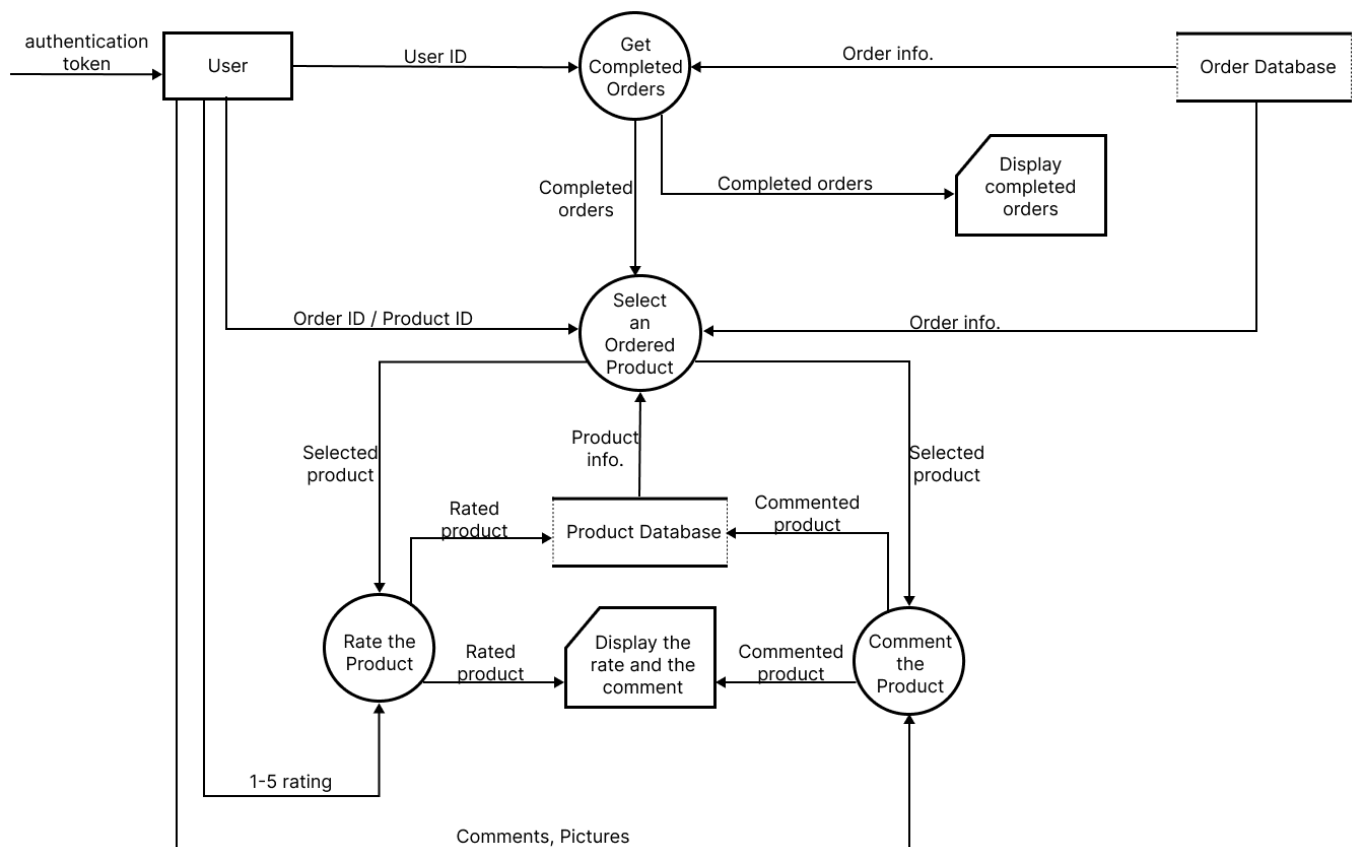 authentication
token
User
User ID
Get
Completed
Orders
Order info.
Order Database
Completed
orders
Completed orders
Display
completed
orders
Order ID / Product ID
Select
an
Ordered
Product
Order info.
Selected
product
Product
info.
Selected
product
Rated
product
Product Database
Commented
product
Rate the
Product
Rated
product
Display the
rate and the
comment
Commented
product
Comment
the
Product
1-5 rating
Comments, Pictures